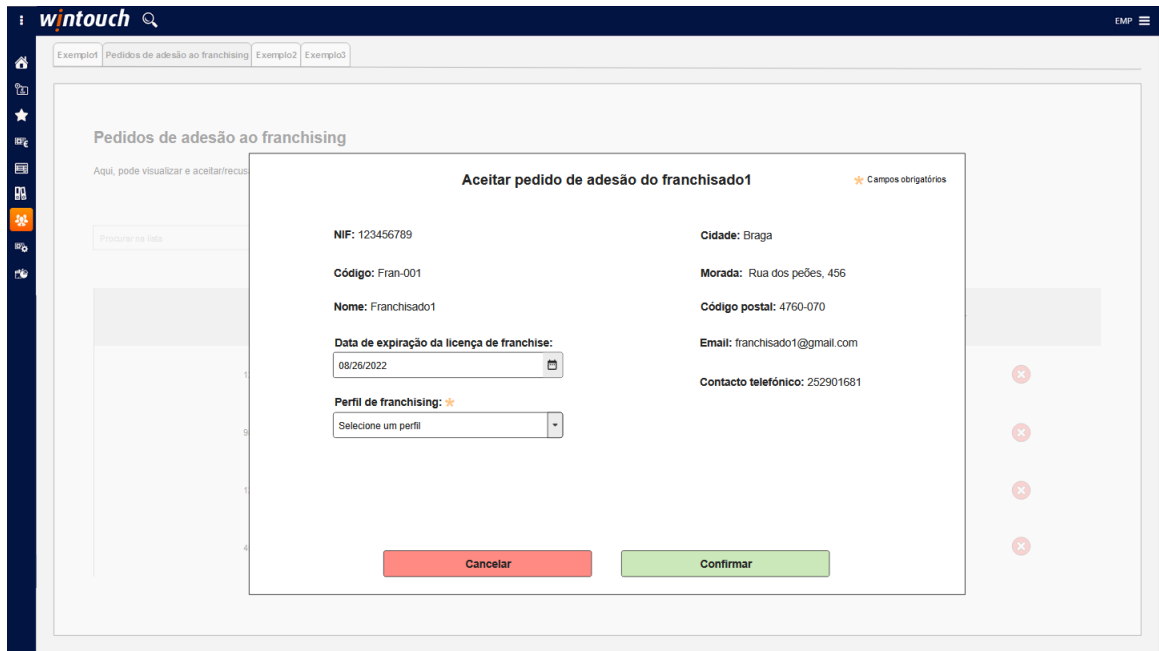 wintouch
EMP
Exemplo1
Pedidos de adesão ao franchising
Exemplo2
Exemplo3
Pedidos de adesão ao franchising
Aqui, pode visualizar e aceitar/recus
Procurar na lista
Aceitar pedido de adesão do franchisado1
Campos obrigatórios
NIF: 123456789
Código: Fran-001
Nome: Franchisado1
Data de expiração da licença de franchise:
08/26/2022
Perfil de franchising:
Selecione um perfil
Cidade: Braga
Morada: Rua dos peões, 456
Código postal: 4760-070
Email: franchisado1@gmail.com
Contacto telefónico: 252901681
Cancelar
Confirmar